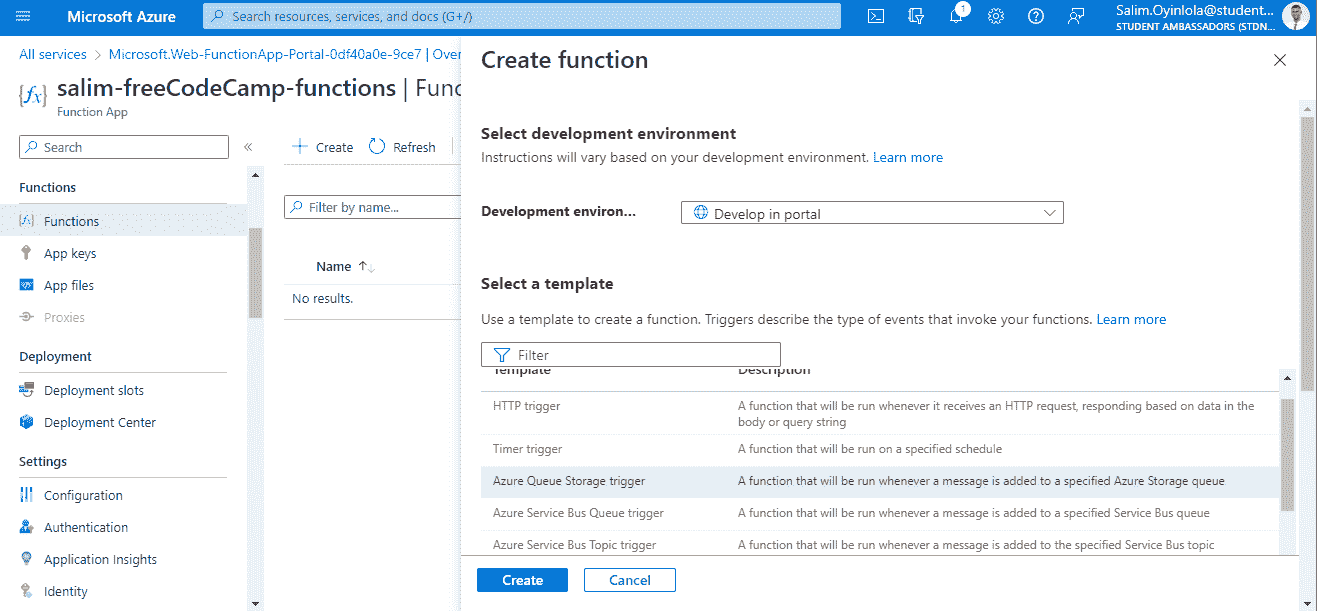 Microsoft Azure
Search resources, services, and docs (G+/)
1
Salim.Oyinlola@student...
STUDENT AMBASSADORS (STDN...
All services > Microsoft.Web-FunctionApp-Portal-0df40a0e-9ce7 | Over
salim-freeCodeCamp-functions | Func
Function App
Search
«
Functions
Functions
App keys
App files
Proxies
Deployment
Deployment slots
Deployment Center
Settings
Configuration
Authentication
Application Insights
Identity
Create
Refresh
Filter by name...
Name ↑↓
No results.
Create function
Select development environment
Instructions will vary based on your development environment. Learn more
Development environ...
Develop in portal
Select a template
Use a template to create a function. Triggers describe the type of events that invoke your functions. Learn more
Filter
Template Description
HTTP trigger A function that will be run whenever it receives an HTTP request, responding based on data in the
body or query string
Timer trigger A function that will be run on a specified schedule
Azure Queue Storage trigger A function that will be run whenever a message is added to a specified Azure Storage queue
Azure Service Bus Queue trigger A function that will be run whenever a message is added to a specified Service Bus queue
Azure Service Bus Topic trigger A function that will be run whenever a message is added to the specified Service Bus topic
Create
Cancel